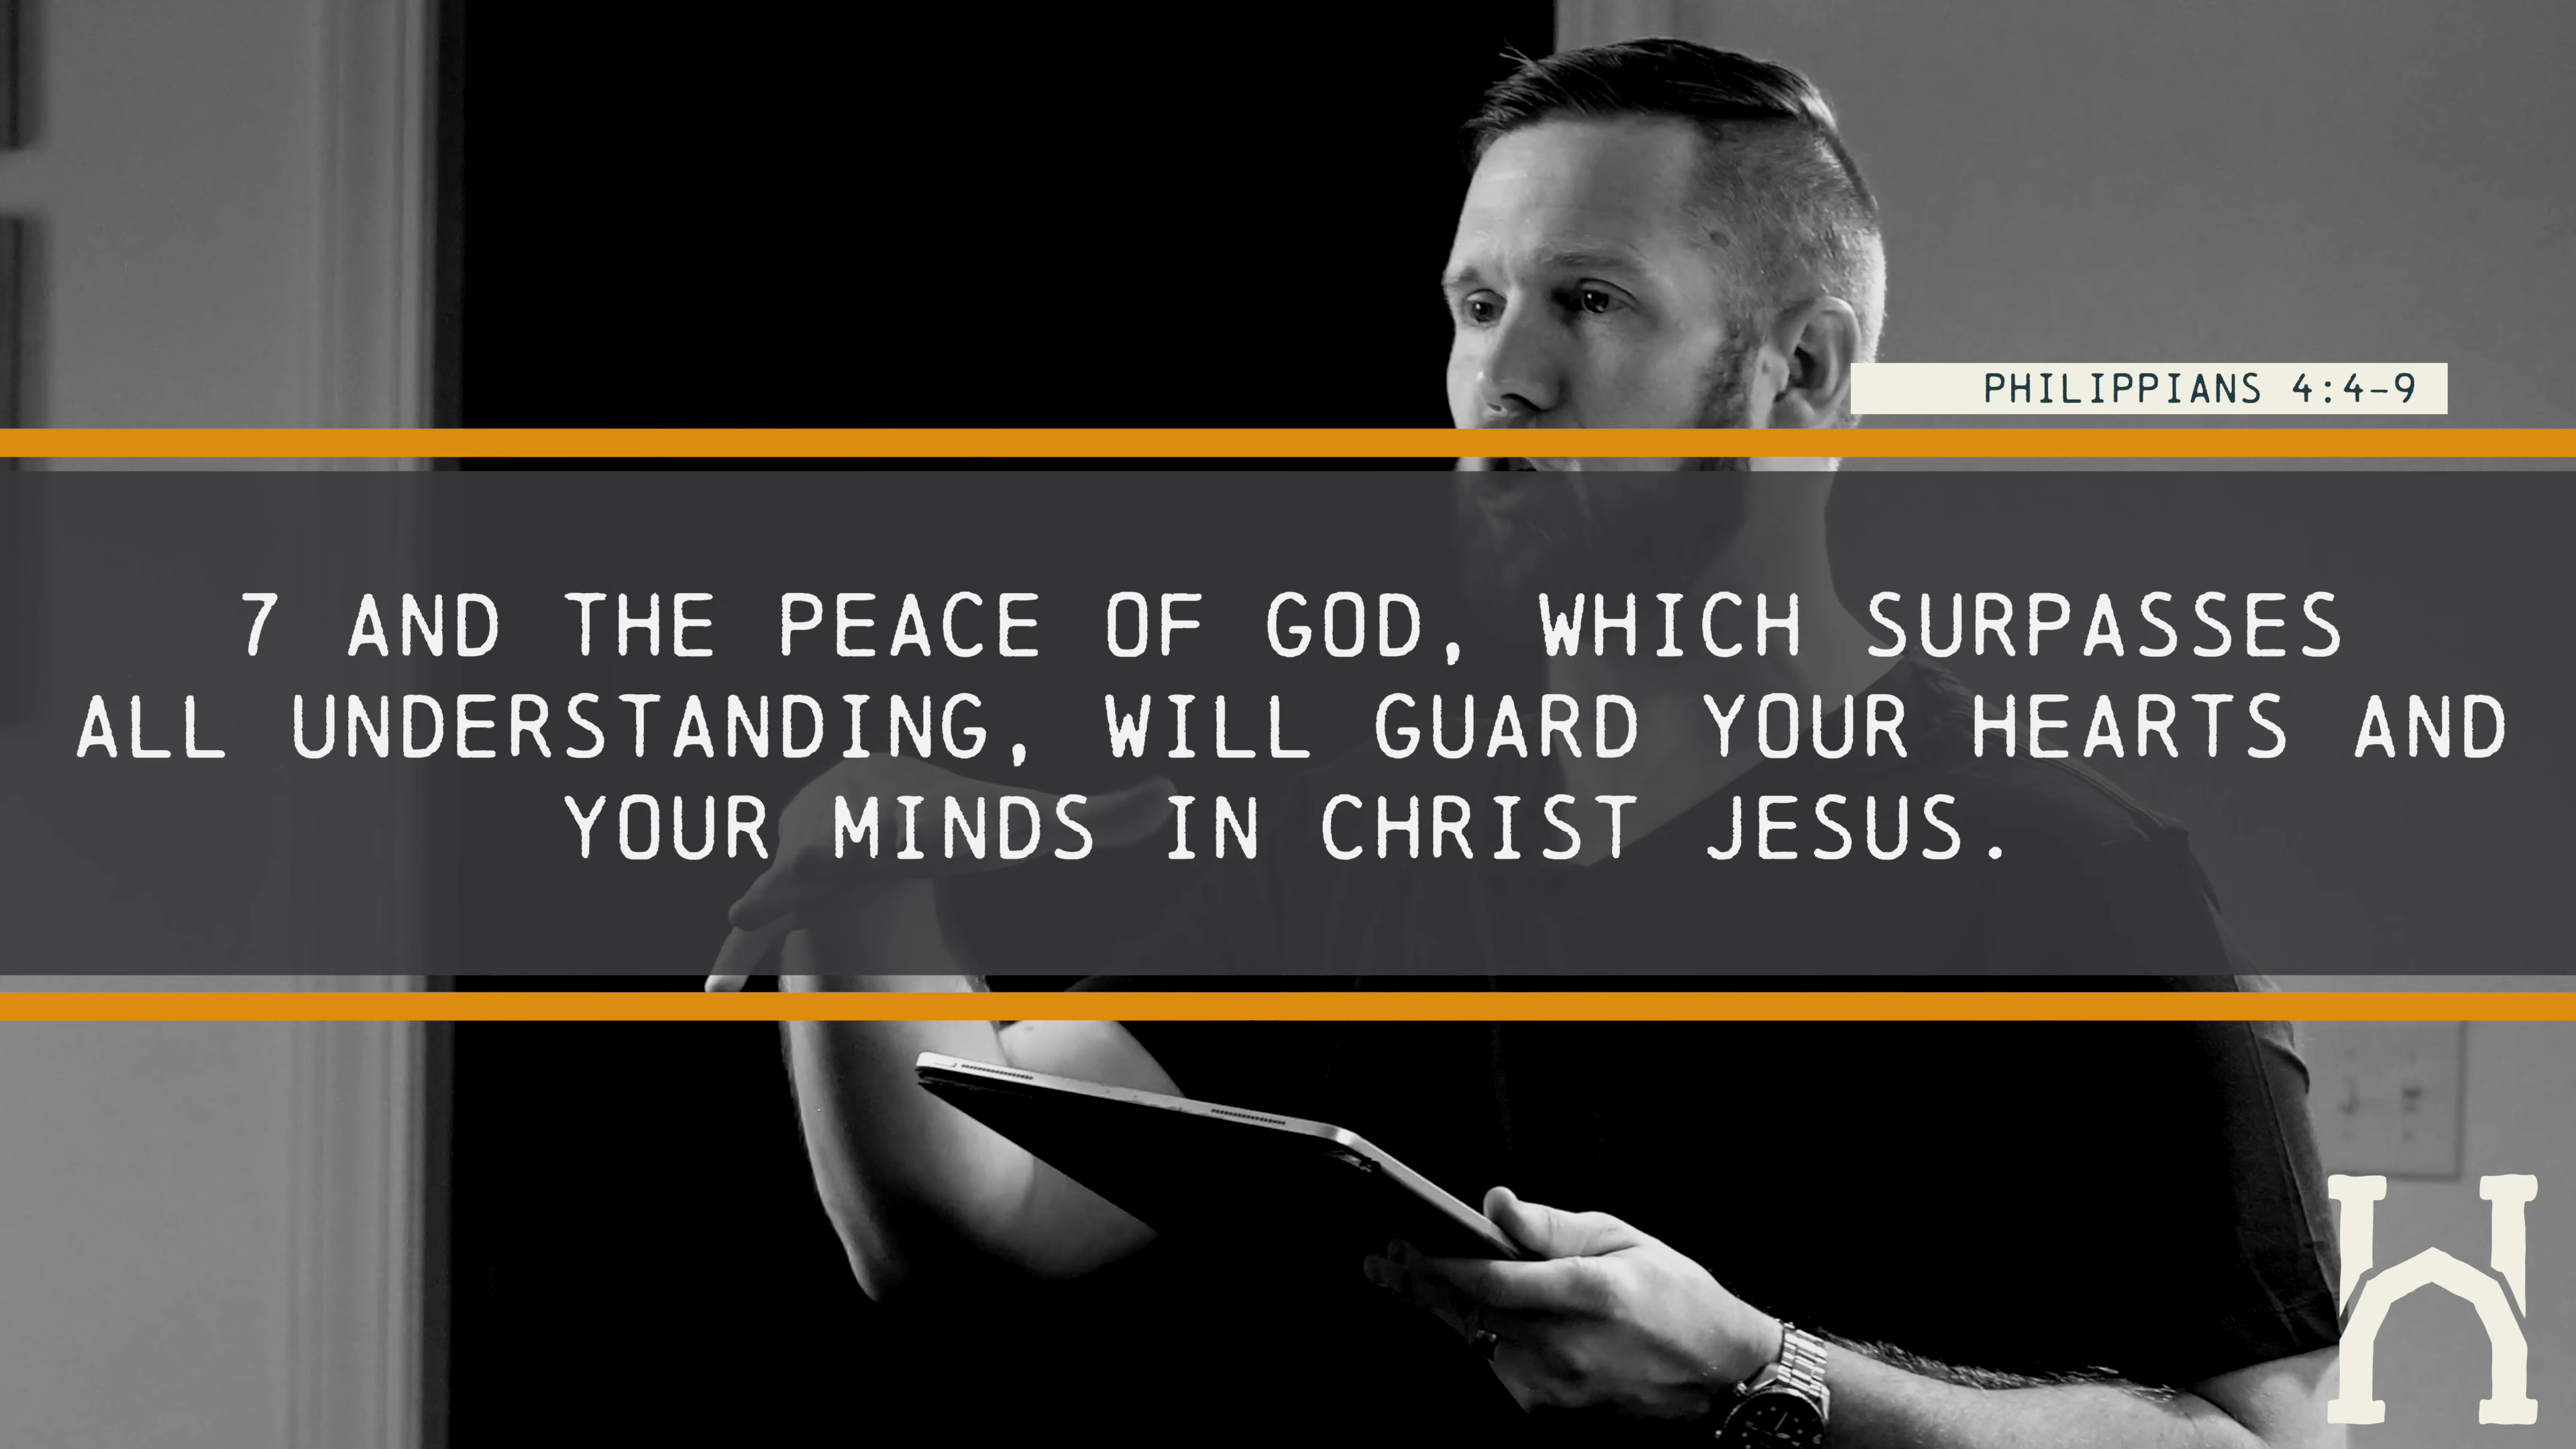 PHILIPPIANS 4:4-9
7 AND THE PEACE OF GOD, WHICH SURPASSES
ALL UNDERSTANDING, WILL GUARD YOUR HEARTS AND
YOUR MINDS IN CHRIST JESUS.